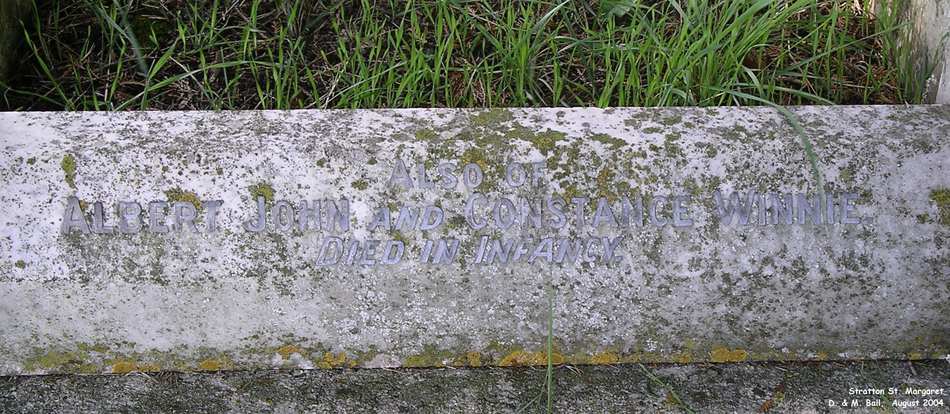 ALSO OF
ALBERT JOHN AND CONSTANCE WINNIE.
DIED IN INFANCY.
Stratton St. Margaret
D. & M. Ball, August 2004